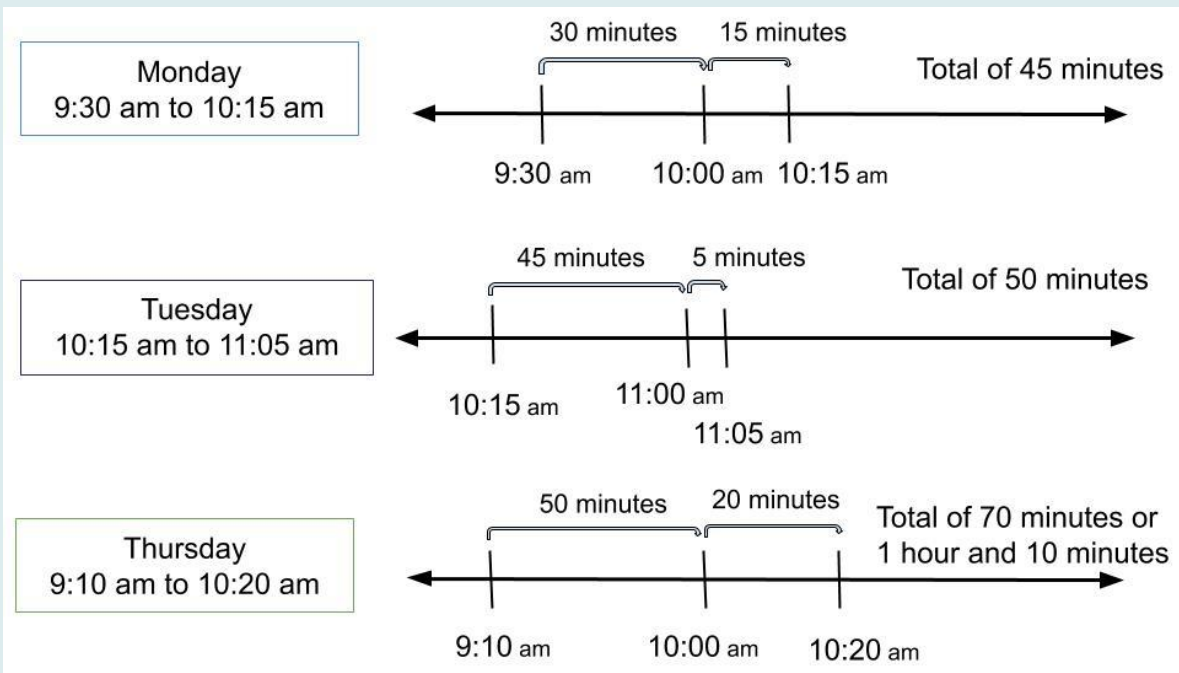 30 minutes 15 minutes
Monday
9:30 am to 10:15 am
Total of 45 minutes
9:30 am 10:00 am 10:15 am
45 minutes 5 minutes
Tuesday
10:15 am to 11:05 am
Total of 50 minutes
10:15 am 11:00 am
11:05 am
50 minutes 20 minutes
Thursday
9:10 am to 10:20 am
Total of 70 minutes or
1 hour and 10 minutes
9:10 am 10:00 am 10:20 am